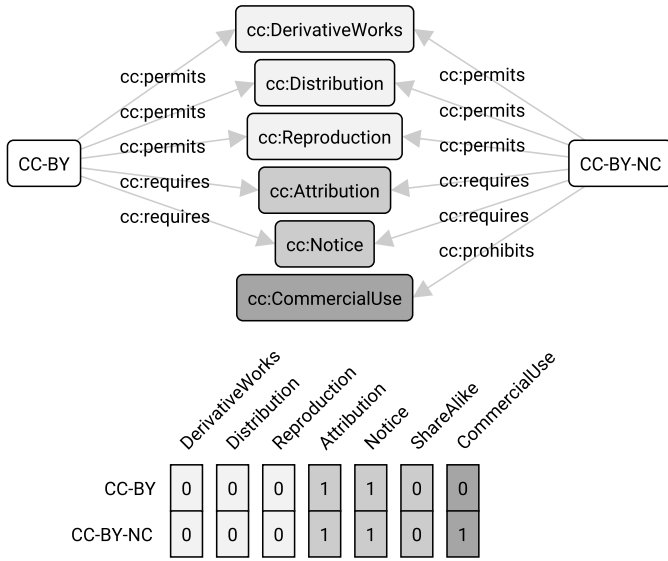 cc:DerivativeWorks
cc:permits cc:permits
cc:Distribution
cc:permits cc:permits
cc:Reproduction
cc:permits cc:permits
CC-BY CC-BY-NC
cc:requires cc:Attribution cc:requires
cc:requires cc:requires
cc:Notice
cc:prohibits
cc:CommercialUse
DerivativeWorks Distribution Reproduction Attribution Notice ShareAlike CommercialUse
CC-BY 0 0 0 1 1 0 0
CC-BY-NC 0 0 0 1 1 0 1